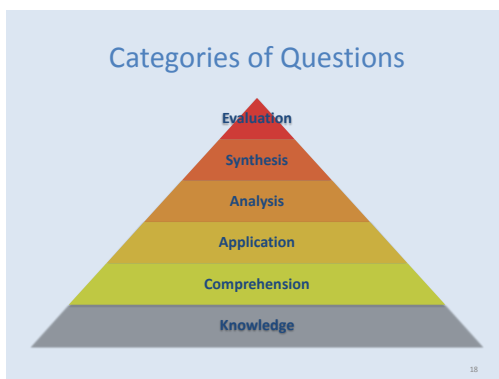 Categories of Questions
Evaluation
Synthesis
Analysis
Application
Comprehension
Knowledge
18